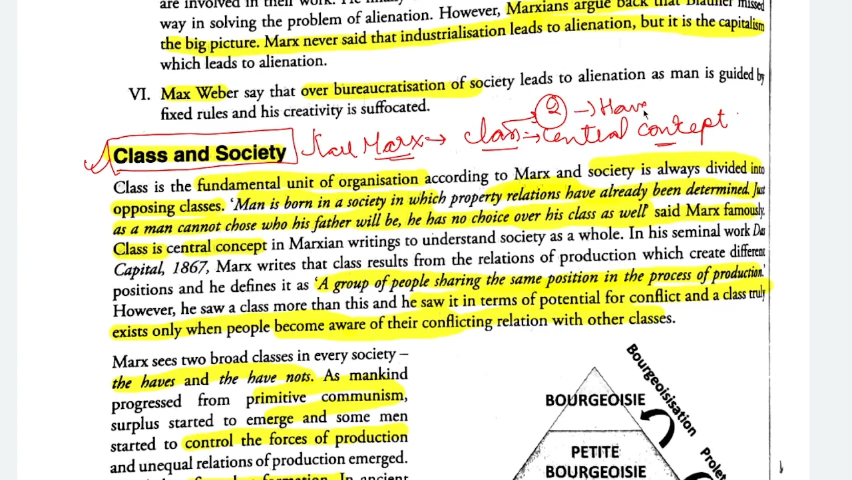 are involved in their work.
way in solving the problem of alienation. However, Marxians argue back that Blauner missed
the big picture. Marx never said that industrialisation leads to alienation, but it is the capitalism
which leads to alienation.
VI. Max Weber say that over bureaucratisation of society leads to alienation as man is guided by
fixed rules and his creativity is suffocated.
2 → Have
Karl Marx → class → central concept
Class and Society
Class is the fundamental unit of organisation according to Marx and society is always divided into
opposing classes. 'Man is born in a society in which property relations have already been determined. Just
as a man cannot chose who his father will be, he has no choice over his class as well' said Marx famously.
Class is central concept in Marxian writings to understand society as a whole. In his seminal work Das
Capital, 1867, Marx writes that class results from the relations of production which create different
positions and he defines it as 'A group of people sharing the same position in the process of production.'
However, he saw a class more than this and he saw it in terms of potential for conflict and a class truly
exists only when people become aware of their conflicting relation with other classes.
Marx sees two broad classes in every society –
the haves and the have nots. As mankind
progressed from primitive communism,
surplus started to emerge and some men
started to control the forces of production
and unequal relations of production emerged.
In ancient
BOURGEOISIE
PETITE
BOURGEOISIE
Bourgeoisisation
Prolet